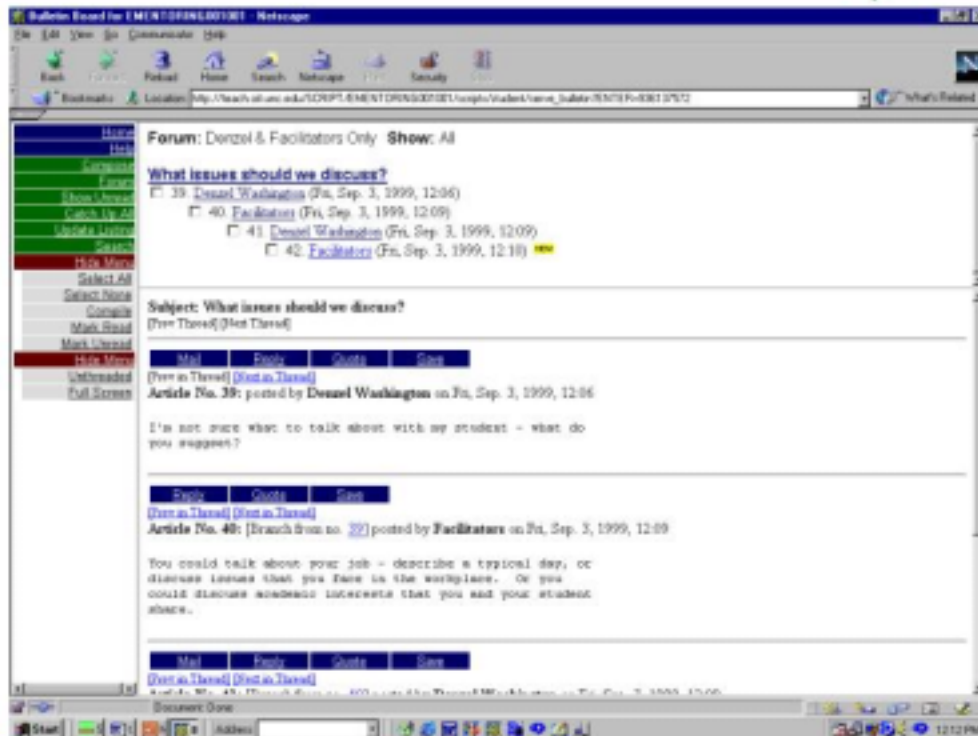 Bulletin Board for EMENTORING001001 - Netscape
File Edit View Go Communicator Help
Back Reload Home Search Netscape Print Security
Bookmarks Location: What's Related
Home
Help
Compose
Forums
Show Unread
Catch Up All
Update Listing
Search
Hide Menu
Select All
Select None
Compile
Mark Read
Mark Unread
Hide Menu
Unthreaded
Full Screen
Forum: Denzel & Facilitators Only Show: All
What issues should we discuss?
39. Denzel Washington (Fri, Sep. 3, 1999, 12:06)
40. Facilitators (Fri, Sep. 3, 1999, 12:09)
41. Denzel Washington (Fri, Sep. 3, 1999, 12:09)
42. Facilitators (Fri, Sep. 3, 1999, 12:10) NEW
Subject: What issues should we discuss?
[Prev Thread] [Next Thread]
Mail Reply Quote Save
[Prev in Thread] [Next in Thread]
Article No. 39: posted by Denzel Washington on Fri, Sep. 3, 1999, 12:06
I'm not sure what to talk about with my student - what do
you suggest?
Reply Quote Save
[Prev in Thread] [Next in Thread]
Article No. 40: [Branch from no. 39] posted by Facilitators on Fri, Sep. 3, 1999, 12:09
You could talk about your job - describe a typical day, or
discuss issues that you face in the workplace. Or you
could discuss academic interests that you and your student
share.
Mail Reply Quote Save
[Prev in Thread] [Next in Thread]
Document: Done
Start Address 12:12 PM